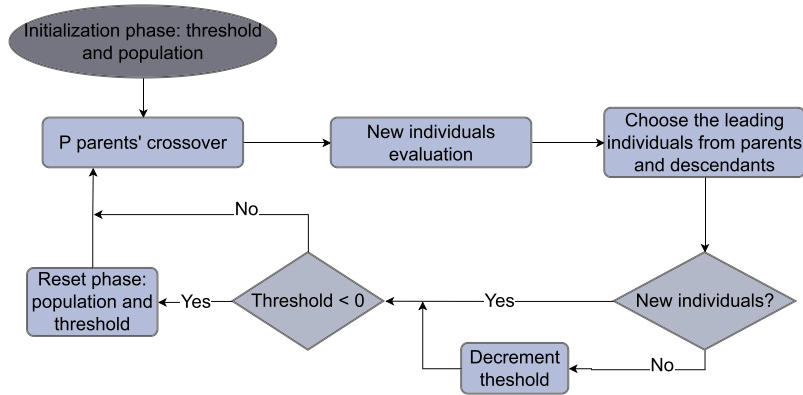 Initialization phase: threshold
and population
P parents' crossover
New individuals
evaluation
Choose the leading
individuals from parents
and descendants
New individuals?
Yes
No
Decrement
theshold
Threshold < 0
No
Yes
Reset phase:
population and
threshold